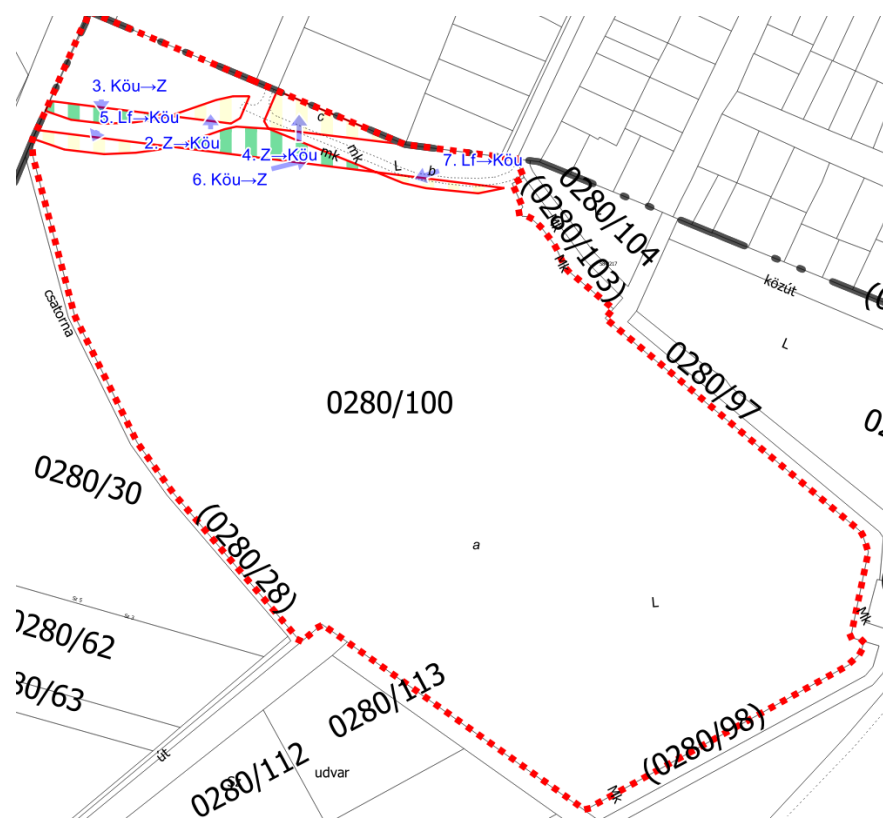 3. Köu→Z
5. Lf→Köu
2. Z→Köu
4. Z→Köu
6. Köu→Z
7. Lf→Köu
c
mk
mk
L
b
0280/104
(0280/103)
Mk
közút
L
csatorna
0280/97
0280/100
0280/30
(0280/28)
a
L
Mk
0280/62
80/63
0280/113
(0280/98)
út
0280/112
udvar
Mk